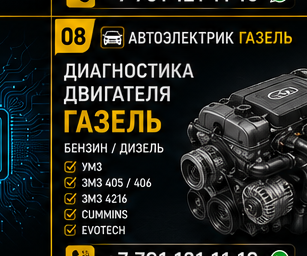 08 АВТОЭЛЕКТРИК ГАЗЕЛЬ
ДИАГНОСТИКА
ДВИГАТЕЛЯ
ГАЗЕЛЬ
БЕНЗИН / ДИЗЕЛЬ
УМЗ
ЗМЗ 405 / 406
ЗМЗ 4216
CUMMINS
EVOTECH